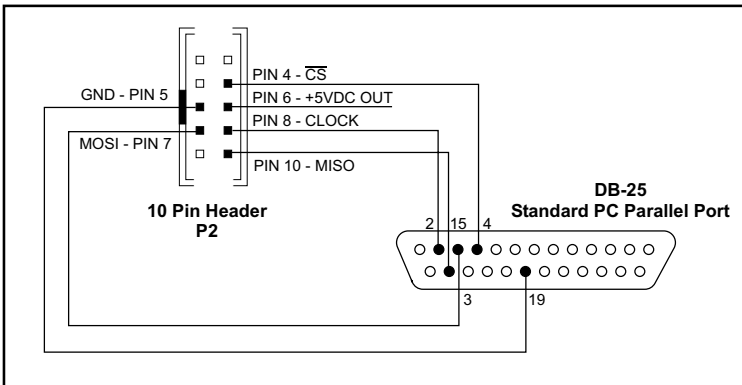 PIN 4 - C̅S̅
GND - PIN 5
PIN 6 - +5VDC OUT
PIN 8 - CLOCK
MOSI - PIN 7
PIN 10 - MISO
10 Pin Header
P2
DB-25
Standard PC Parallel Port
2 15 4
3 19